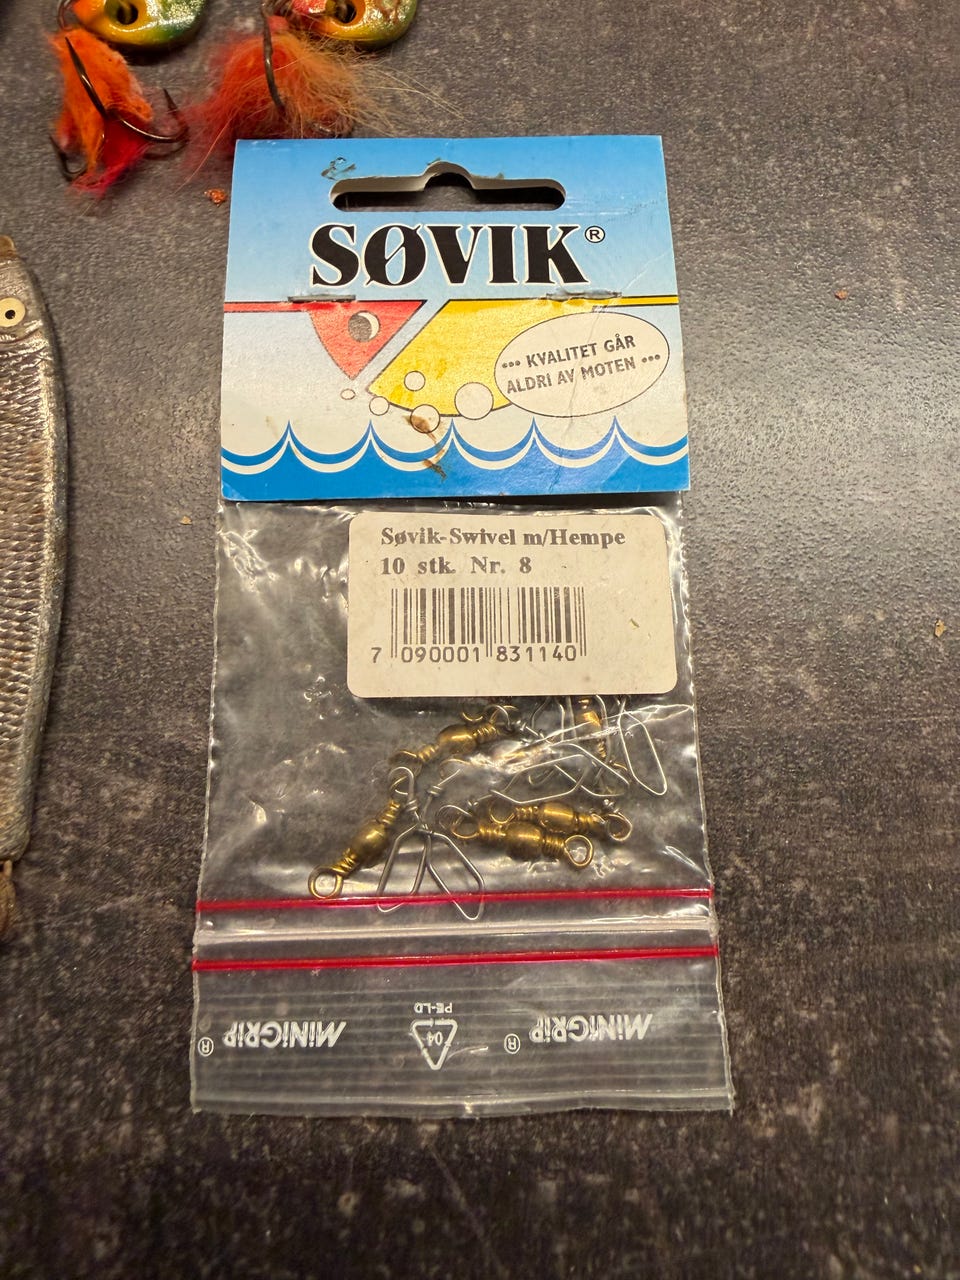 SØVIK®
••• KVALITET GÅR
ALDRI AV MOTEN •••
Søvik-Swivel m/Hempe
10 stk. Nr. 8
7 090001 831140
MiNiGRiP ® 04 PE-LD MiNiGRiP ®